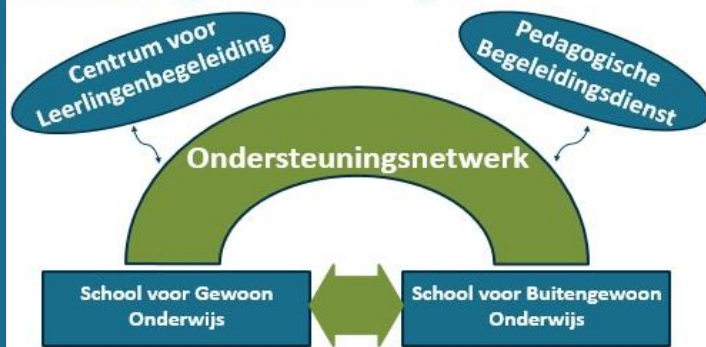 Centrum voor
Leerlingenbegeleiding
Pedagogische
Begeleidingsdienst
Ondersteuningsnetwerk
School voor Gewoon
Onderwijs
School voor Buitengewoon
Onderwijs